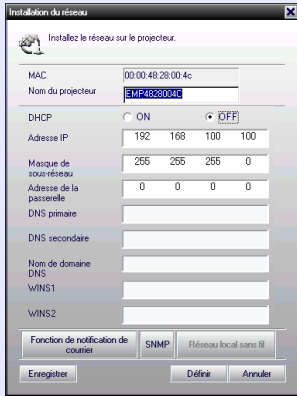 Installation du réseau
Installez le réseau sur le projecteur.
MAC 00:00:48:28:00:4c
Nom du projecteur EMP4828004C
DHCP ON OFF
Adresse IP 192 168 100 100
Masque de sous-réseau 255 255 255 0
Adresse de la passerelle 0 0 0 0
DNS primaire
DNS secondaire
Nom de domaine DNS
WINS1
WINS2
Fonction de notification de courrier SNMP Réseau local sans fil
Enregistrer Définir Annuler